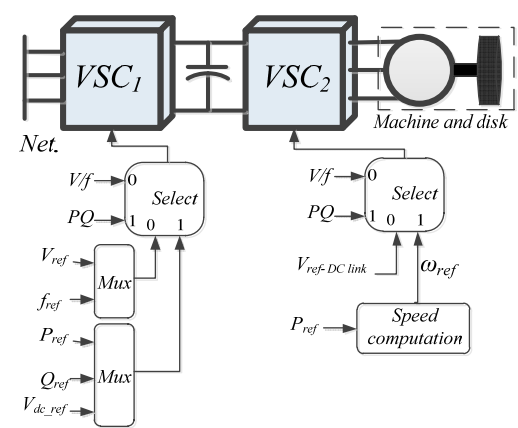 VSC1
VSC2
Net.
Machine and disk
V/f
0
Select
PQ
1
0
1
V/f
0
Select
PQ
1
0
1
Vref
fref
Mux
Pref
Qref
Vdc_ref
Mux
Vref- DC link
ωref
Pref
Speed
computation